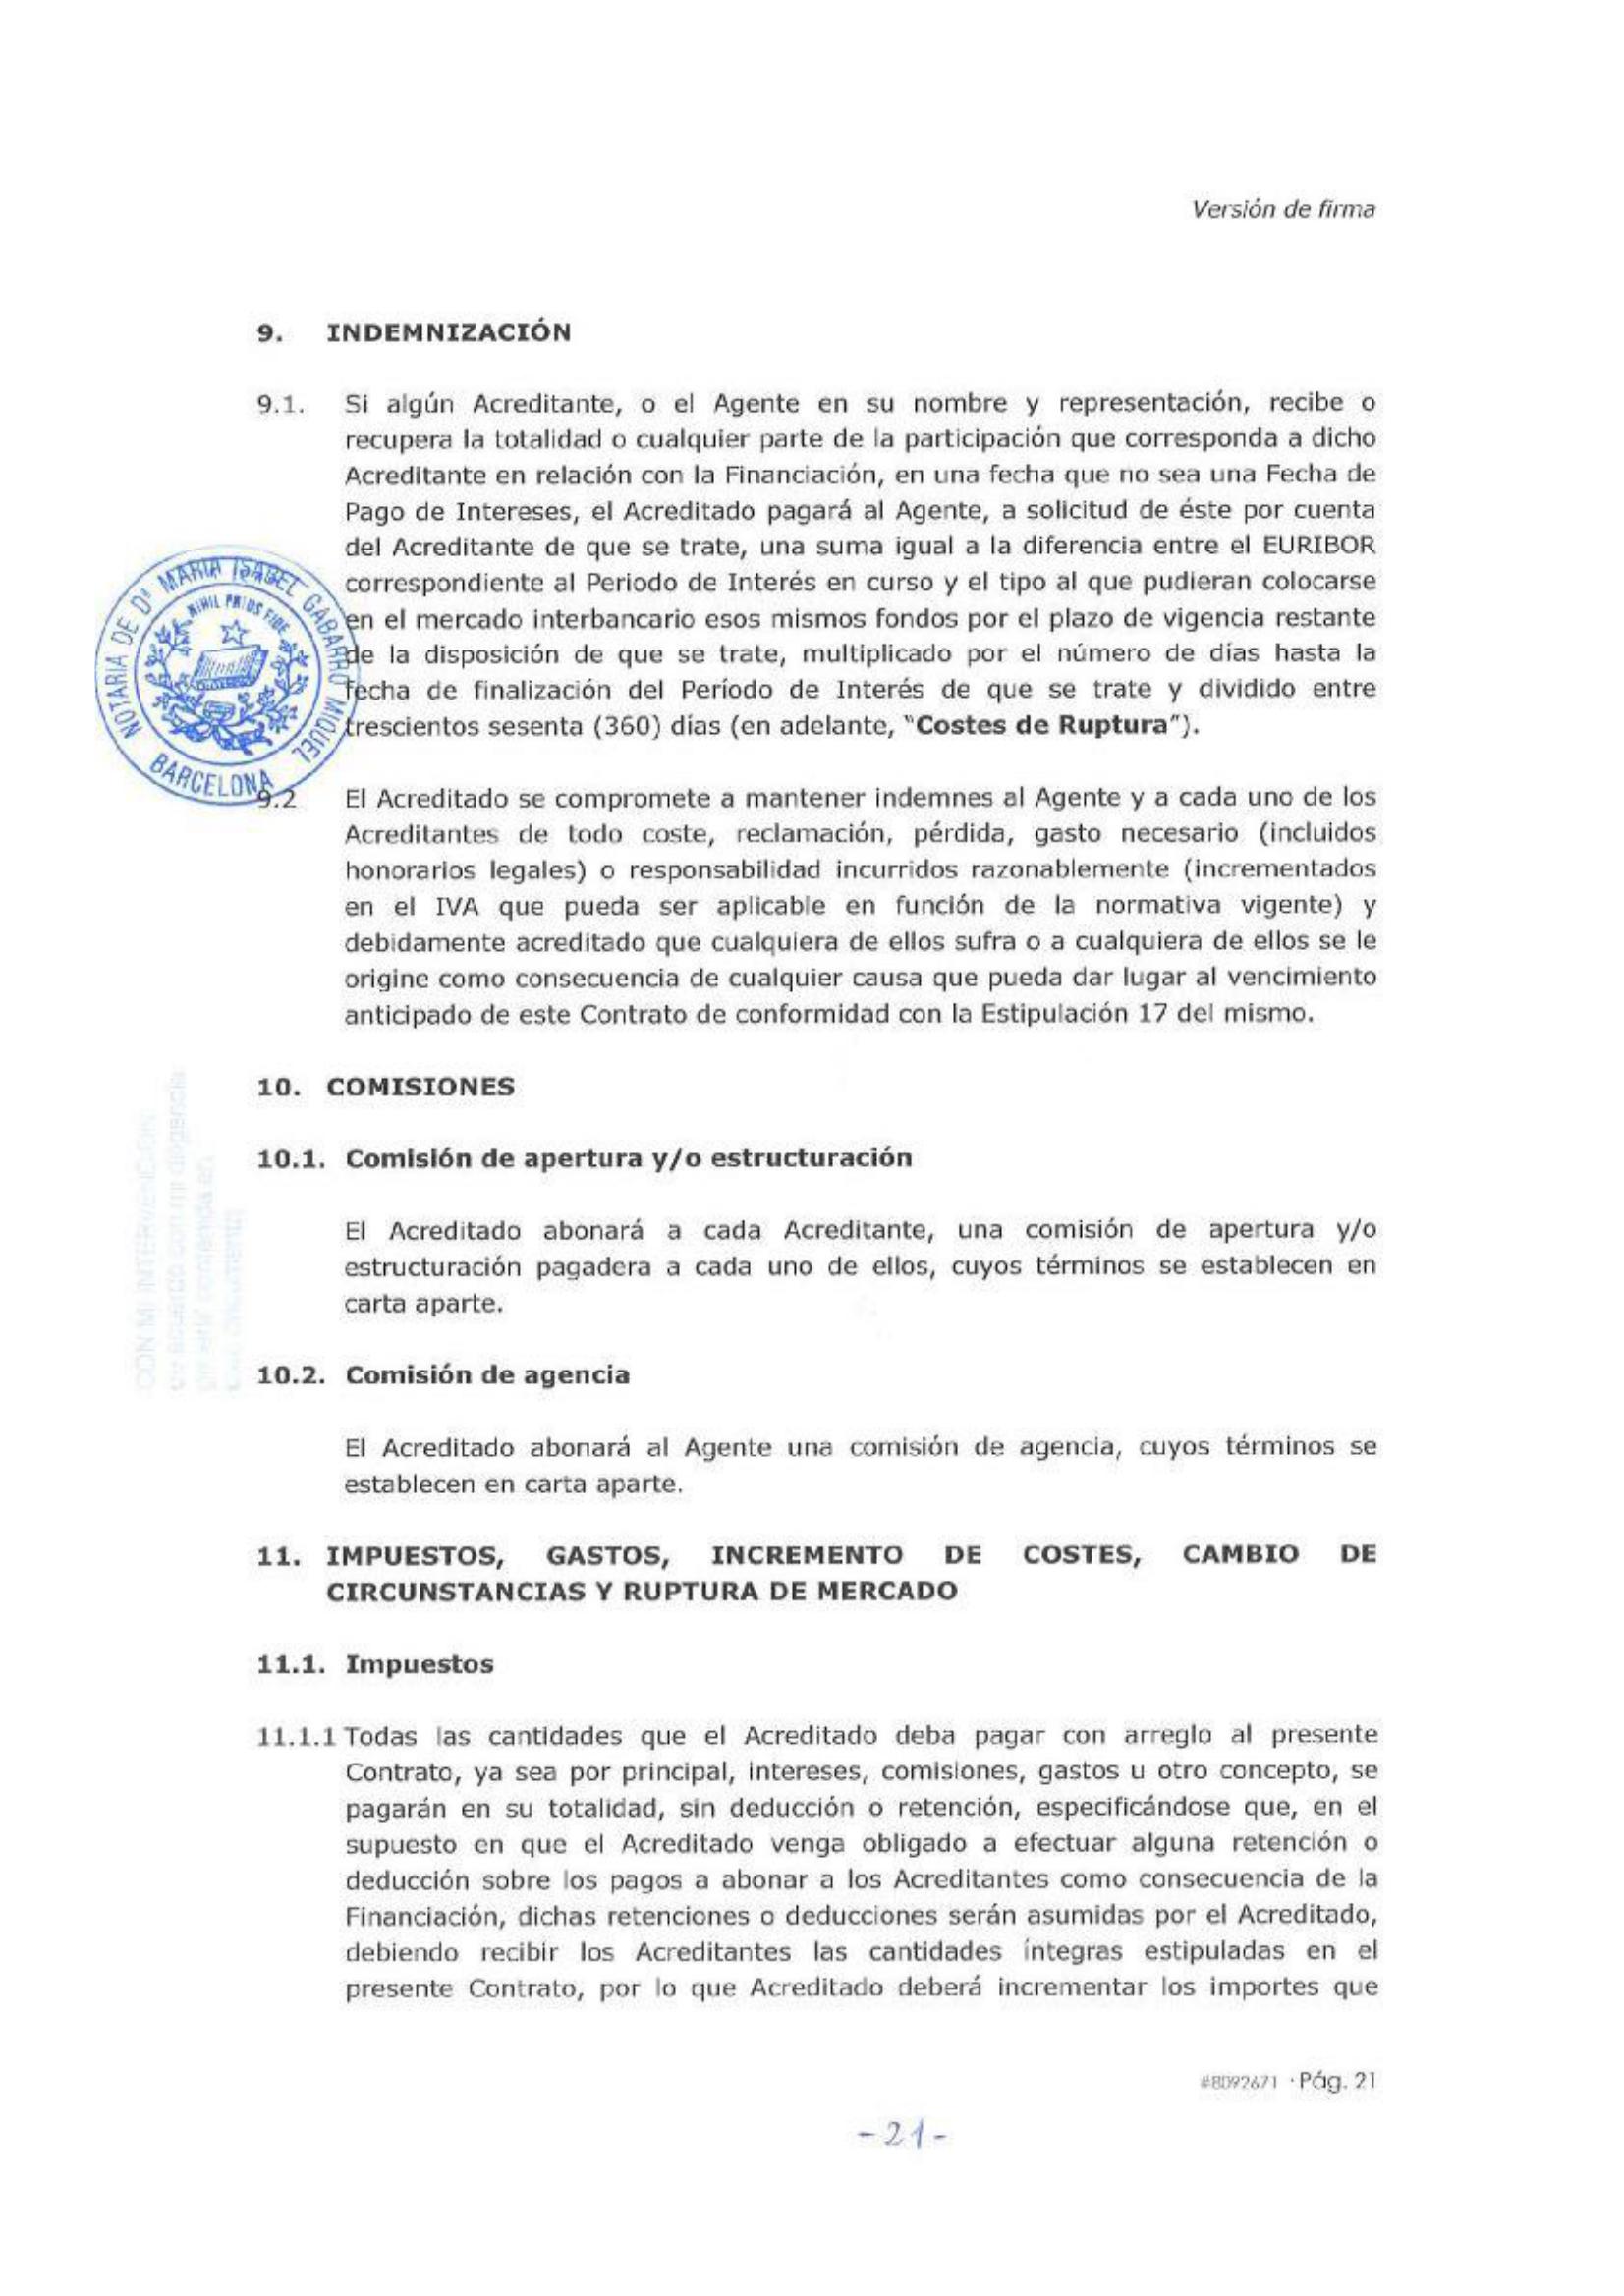 Versión de firma
9. INDEMNIZACIÓN
9.1. Si algún Acreditante, o el Agente en su nombre y representación, recibe o
recupera la totalidad o cualquier parte de la participación que corresponda a dicho
Acreditante en relación con la Financiación, en una fecha que no sea una Fecha de
Pago de Intereses, el Acreditado pagará al Agente, a solicitud de éste por cuenta
del Acreditante de que se trate, una suma igual a la diferencia entre el EURIBOR
correspondiente al Periodo de Interés en curso y el tipo al que pudieran colocarse
en el mercado interbancario esos mismos fondos por el plazo de vigencia restante
de la disposición de que se trate, multiplicado por el número de días hasta la
fecha de finalización del Período de Interés de que se trate y dividido entre
trescientos sesenta (360) días (en adelante, "Costes de Ruptura").
NOTARIA DE Dª MARIA ISABEL GABARRO MIQUEL
NIHIL PRIUS FIDE
BARCELONA
9.2 El Acreditado se compromete a mantener indemnes al Agente y a cada uno de los
Acreditantes de todo coste, reclamación, pérdida, gasto necesario (incluidos
honorarios legales) o responsabilidad incurridos razonablemente (incrementados
en el IVA que pueda ser aplicable en función de la normativa vigente) y
debidamente acreditado que cualquiera de ellos sufra o a cualquiera de ellos se le
origine como consecuencia de cualquier causa que pueda dar lugar al vencimiento
anticipado de este Contrato de conformidad con la Estipulación 17 del mismo.
10. COMISIONES
10.1. Comisión de apertura y/o estructuración
El Acreditado abonará a cada Acreditante, una comisión de apertura y/o
estructuración pagadera a cada uno de ellos, cuyos términos se establecen en
carta aparte.
CON MI INTERVENCIÓN
10.2. Comisión de agencia
El Acreditado abonará al Agente una comisión de agencia, cuyos términos se
establecen en carta aparte.
11. IMPUESTOS, GASTOS, INCREMENTO DE COSTES, CAMBIO DE
CIRCUNSTANCIAS Y RUPTURA DE MERCADO
11.1. Impuestos
11.1.1 Todas las cantidades que el Acreditado deba pagar con arreglo al presente
Contrato, ya sea por principal, intereses, comisiones, gastos u otro concepto, se
pagarán en su totalidad, sin deducción o retención, especificándose que, en el
supuesto en que el Acreditado venga obligado a efectuar alguna retención o
deducción sobre los pagos a abonar a los Acreditantes como consecuencia de la
Financiación, dichas retenciones o deducciones serán asumidas por el Acreditado,
debiendo recibir los Acreditantes las cantidades íntegras estipuladas en el
presente Contrato, por lo que Acreditado deberá incrementar los importes que
#8092671 · Pág. 21
- 21 -